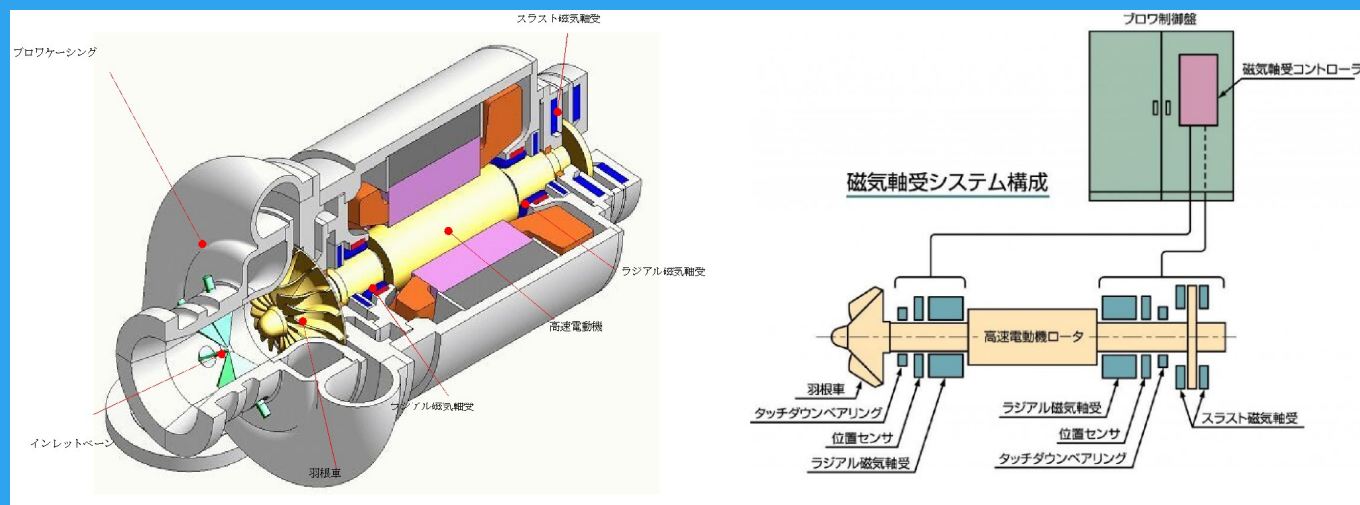 スラスト磁気軸受
ブロワケーシング
ラジアル磁気軸受
高速電動機
ラジアル磁気軸受
インレットベーン
羽根車
ブロワ制御盤
磁気軸受コントローラ
磁気軸受システム構成
高速電動機ロータ
羽根車
タッチダウンベアリング
位置センサ
ラジアル磁気軸受
ラジアル磁気軸受
位置センサ
タッチダウンベアリング
スラスト磁気軸受